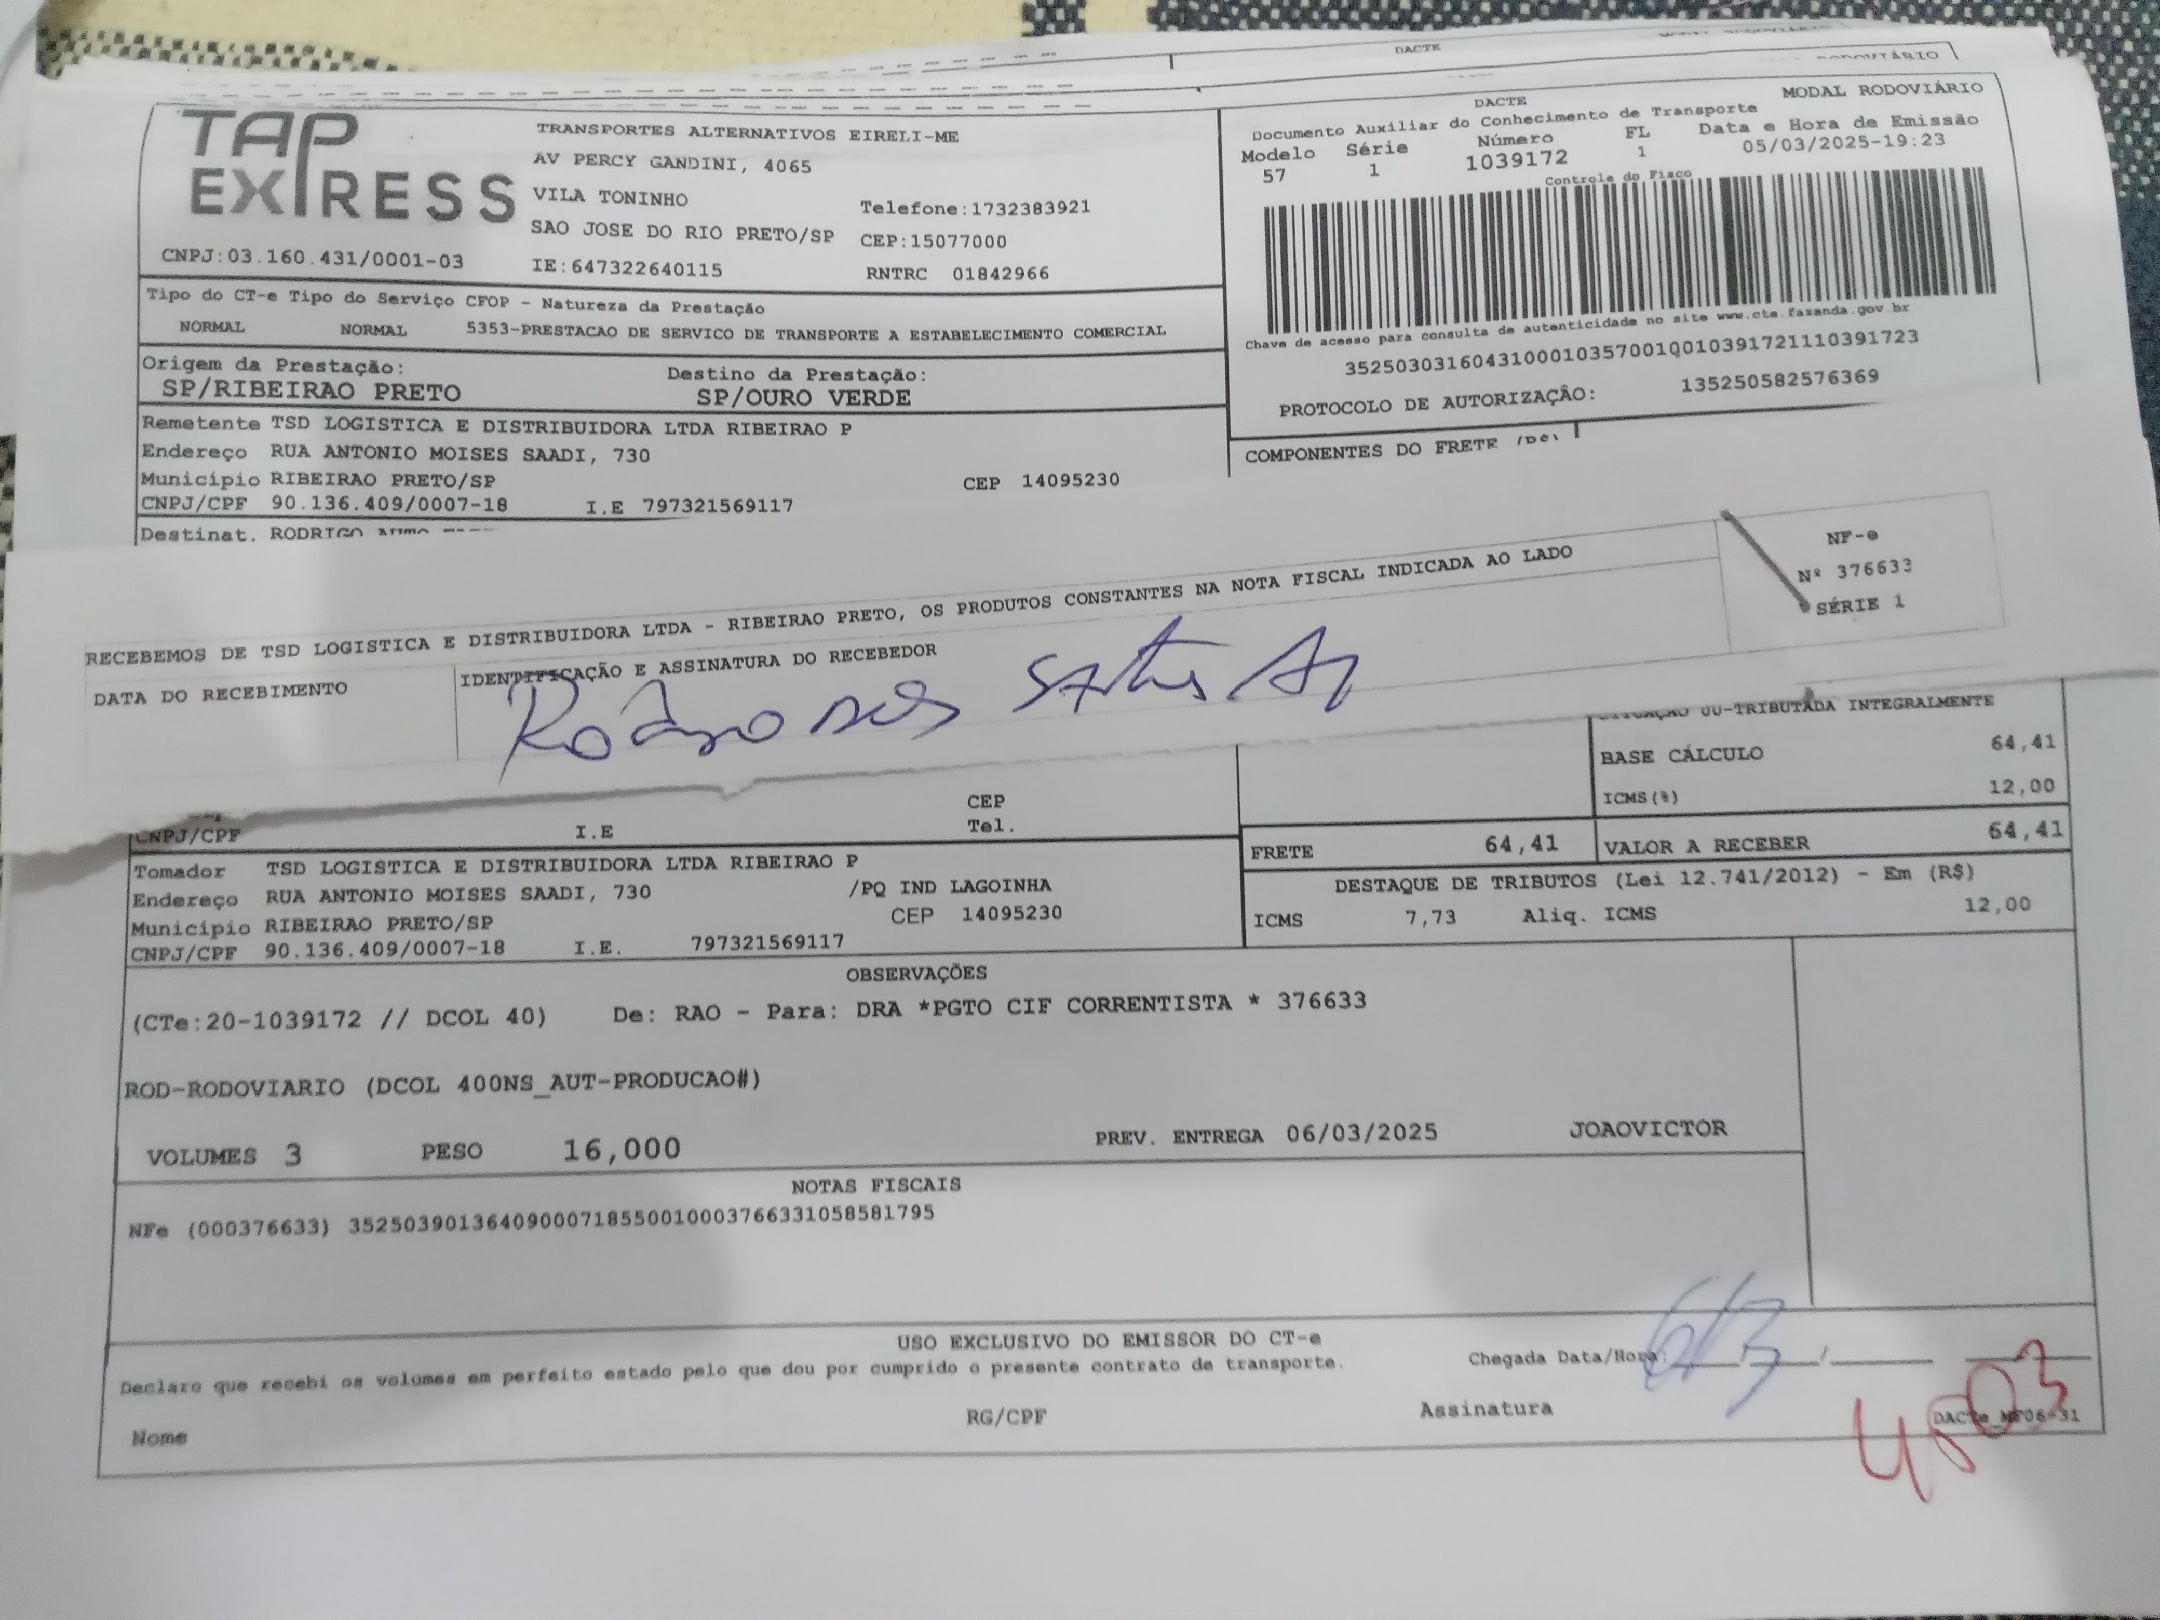 DACTE
RODOVIÁRIO
TAP EXPRESS
CNPJ:03.160.431/0001-03
TRANSPORTES ALTERNATIVOS EIRELI-ME
AV PERCY GANDINI, 4065
VILA TONINHO
Telefone:1732383921
SAO JOSE DO RIO PRETO/SP CEP:15077000
IE:647322640115 RNTRC 01842966
DACTE MODAL RODOVIÁRIO
Documento Auxiliar do Conhecimento de Transporte
Modelo Série Número FL Data e Hora de Emissão
57 1 1039172 1 05/03/2025-19:23
Controle do Fisco
Chave de acesso para consulta de autenticidade no site www.cte.fazenda.gov.br
35250303160431000103570010010391721110391723
PROTOCOLO DE AUTORIZAÇÃO: 135250582576369
Tipo do CT-e Tipo do Serviço CFOP - Natureza da Prestação
NORMAL NORMAL 5353-PRESTACAO DE SERVICO DE TRANSPORTE A ESTABELECIMENTO COMERCIAL
Origem da Prestação: Destino da Prestação:
SP/RIBEIRAO PRETO SP/OURO VERDE
Remetente TSD LOGISTICA E DISTRIBUIDORA LTDA RIBEIRAO P
Endereço RUA ANTONIO MOISES SAADI, 730
Município RIBEIRAO PRETO/SP CEP 14095230
CNPJ/CPF 90.136.409/0007-18 I.E 797321569117
Destinat. RODRIGO
COMPONENTES DO FRETE
RECEBEMOS DE TSD LOGISTICA E DISTRIBUIDORA LTDA - RIBEIRAO PRETO, OS PRODUTOS CONSTANTES NA NOTA FISCAL INDICADA AO LADO
NF-e
Nº 376633
SÉRIE 1
DATA DO RECEBIMENTO
IDENTIFICAÇÃO E ASSINATURA DO RECEBEDOR
SITUAÇÃO 00-TRIBUTADA INTEGRALMENTE
BASE CÁLCULO 64,41
ICMS(%) 12,00
CEP
CNPJ/CPF I.E Tel.
FRETE 64,41 VALOR A RECEBER 64,41
Tomador TSD LOGISTICA E DISTRIBUIDORA LTDA RIBEIRAO P
Endereço RUA ANTONIO MOISES SAADI, 730 /PQ IND LAGOINHA
Município RIBEIRAO PRETO/SP CEP 14095230
CNPJ/CPF 90.136.409/0007-18 I.E. 797321569117
DESTAQUE DE TRIBUTOS (Lei 12.741/2012) - Em (R$)
ICMS 7,73 Aliq. ICMS 12,00
OBSERVAÇÕES
(CTe:20-1039172 // DCOL 40) De: RAO - Para: DRA *PGTO CIF CORRENTISTA * 376633
ROD-RODOVIARIO (DCOL 400NS_AUT-PRODUCAO#)
VOLUMES 3 PESO 16,000 PREV. ENTREGA 06/03/2025 JOAOVICTOR
NOTAS FISCAIS
NFe (000376633) 35250390136409000718550010003766331058581795
USO EXCLUSIVO DO EMISSOR DO CT-e
Declaro que recebi os volumes em perfeito estado pelo que dou por cumprido o presente contrato de transporte.
Chegada Data/Hora: 6/3
Nome RG/CPF Assinatura
DACTe_MT06-31